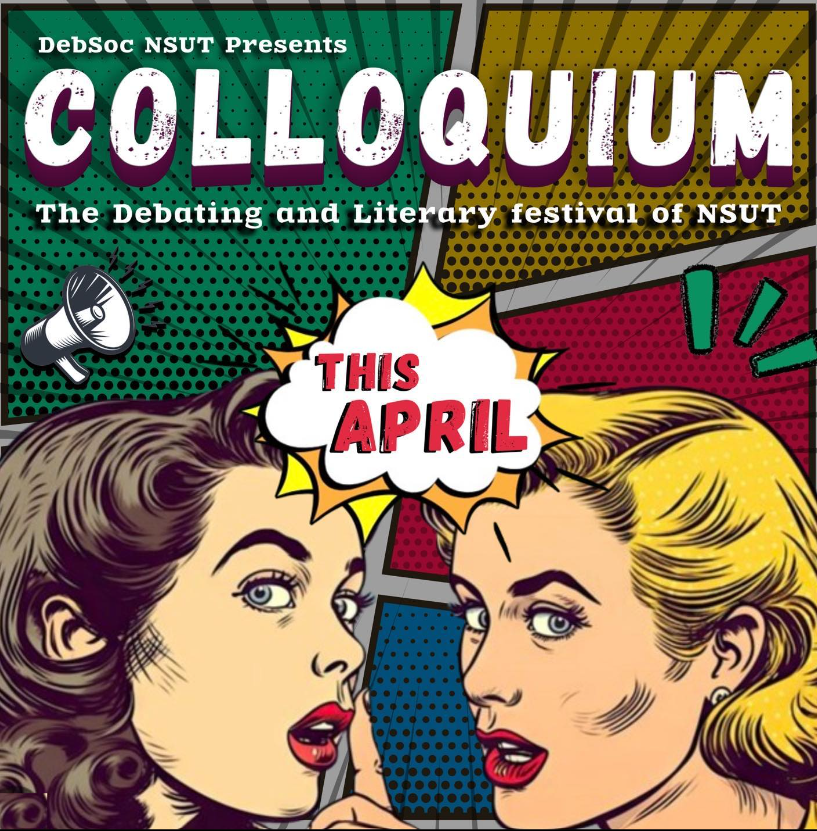 DebSoc NSUT Presents
COLLOQUIUM
The Debating and Literary festival of NSUT
THIS
APRIL